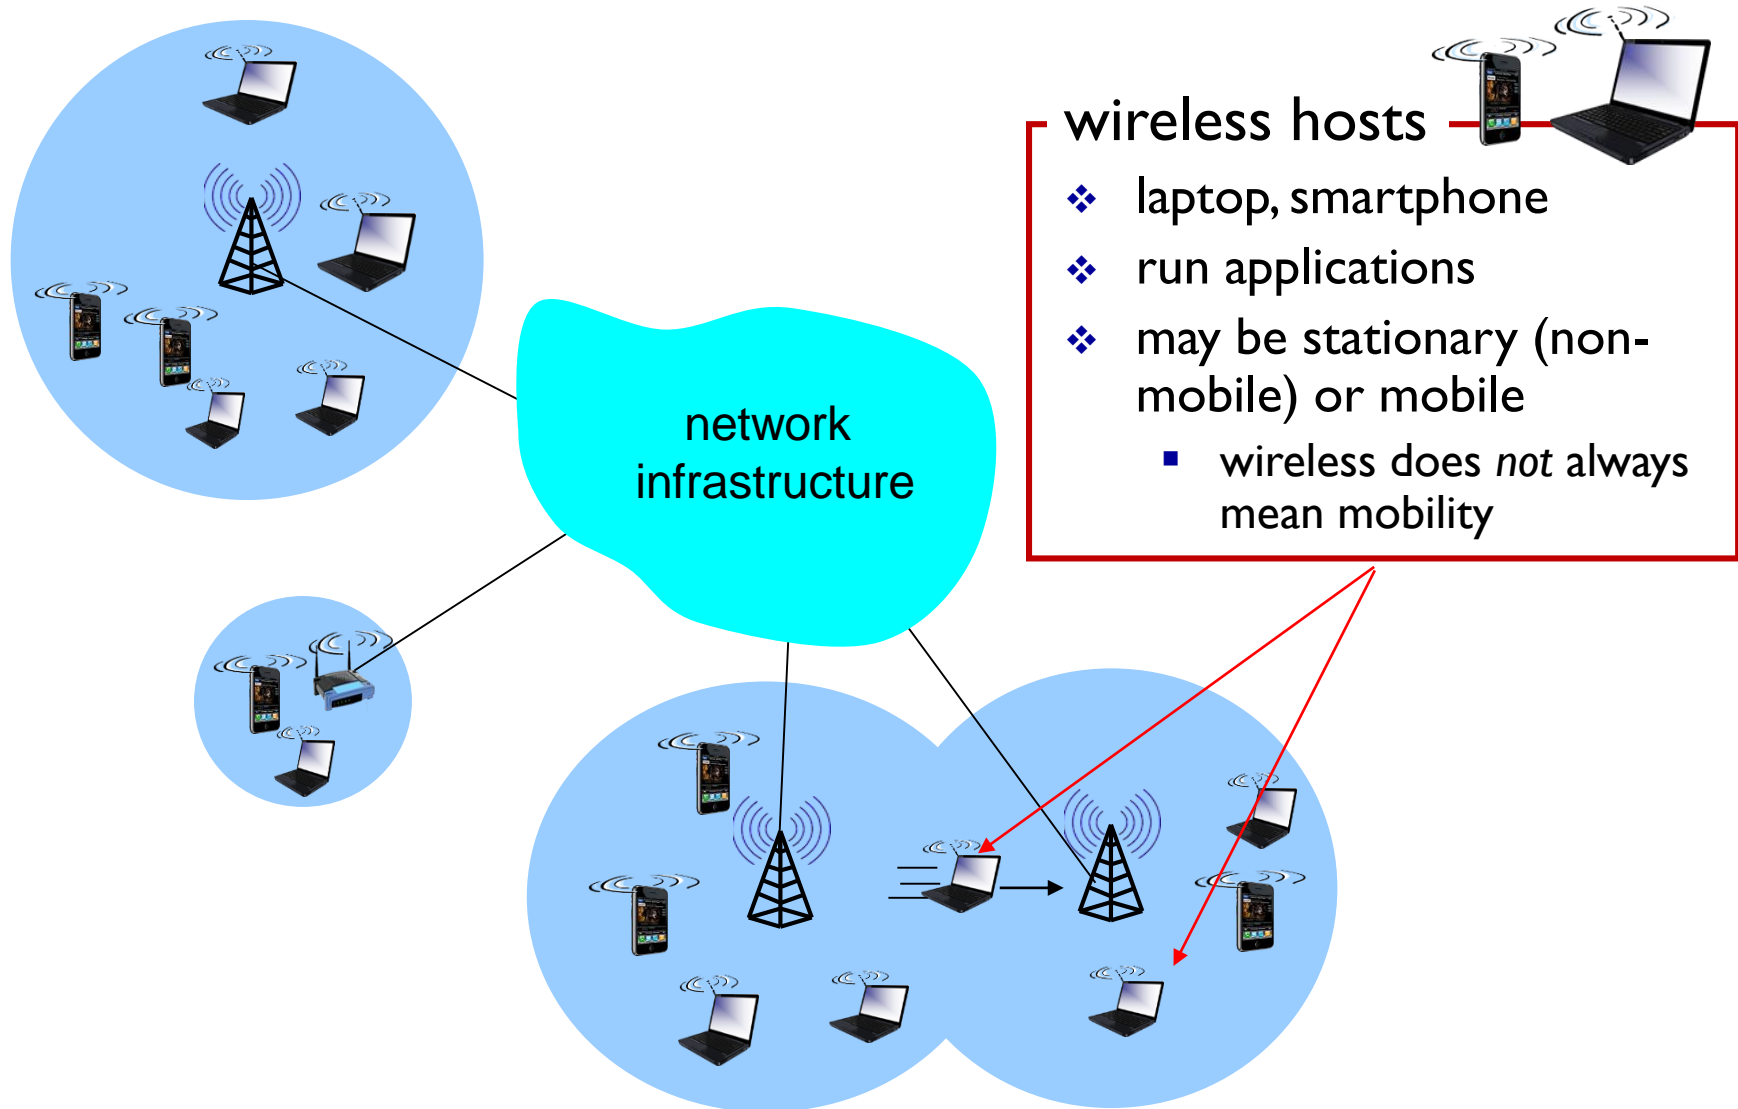 wireless hosts
laptop, smartphone
run applications
may be stationary (non-
mobile) or mobile
wireless does not always
mean mobility
network
infrastructure